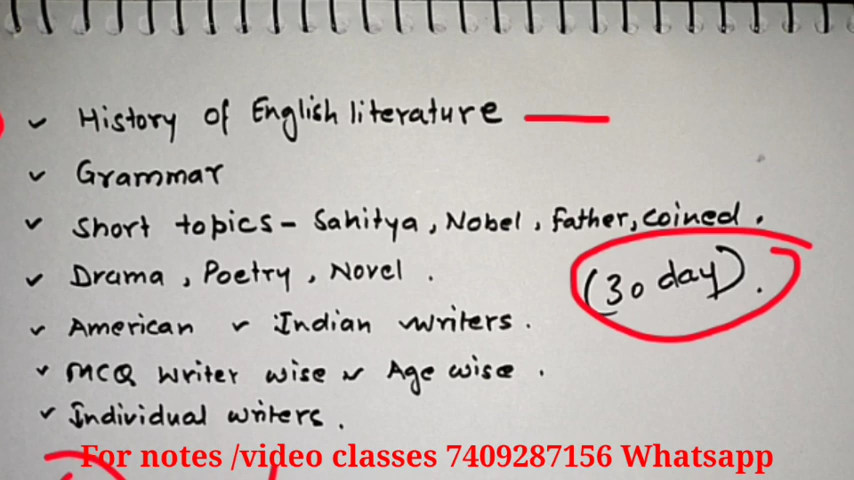 History of English literature
Grammar
Short topics - Sahitya, Nobel, father, coined.
Drama, Poetry, Novel.
(30 day).
American ✓ Indian writers.
MCQ writer wise ✓ Age wise.
Individual writers.
For notes /video classes 7409287156 Whatsapp